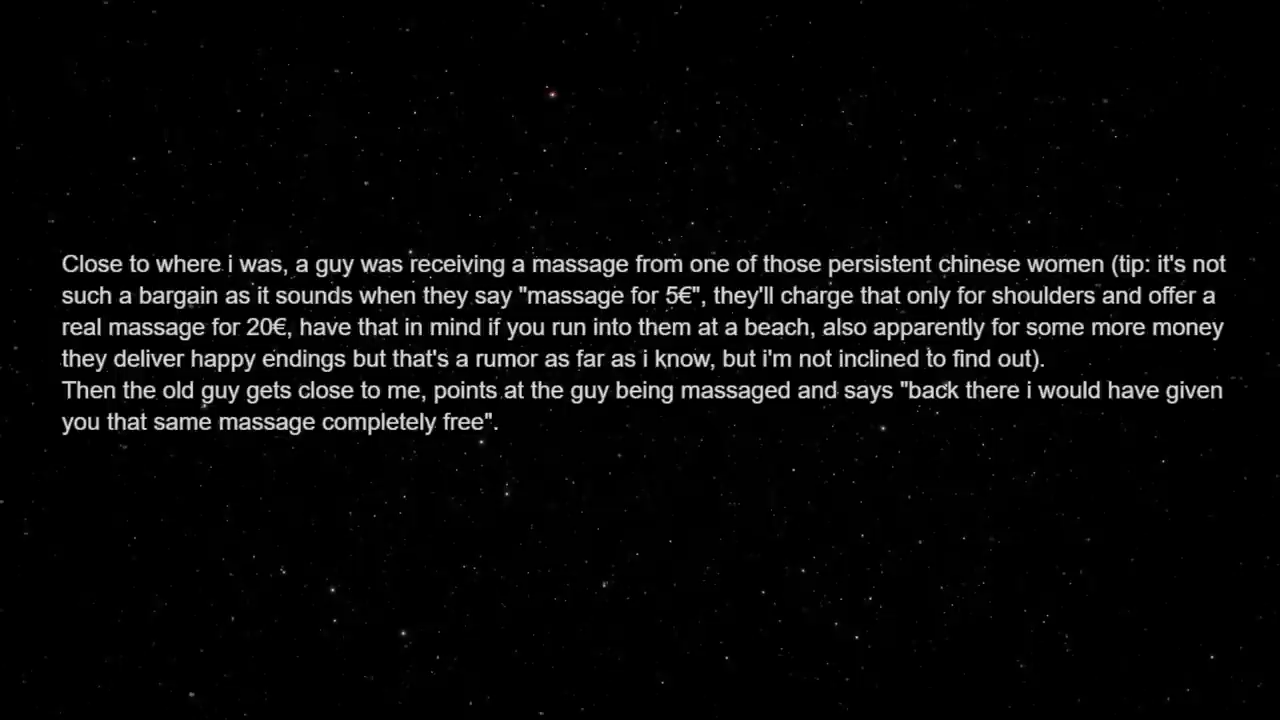 Close to where i was, a guy was receiving a massage from one of those persistent chinese women (tip: it's not
such a bargain as it sounds when they say "massage for 5€", they'll charge that only for shoulders and offer a
real massage for 20€, have that in mind if you run into them at a beach, also apparently for some more money
they deliver happy endings but that's a rumor as far as i know, but i'm not inclined to find out).
Then the old guy gets close to me, points at the guy being massaged and says "back there i would have given
you that same massage completely free".